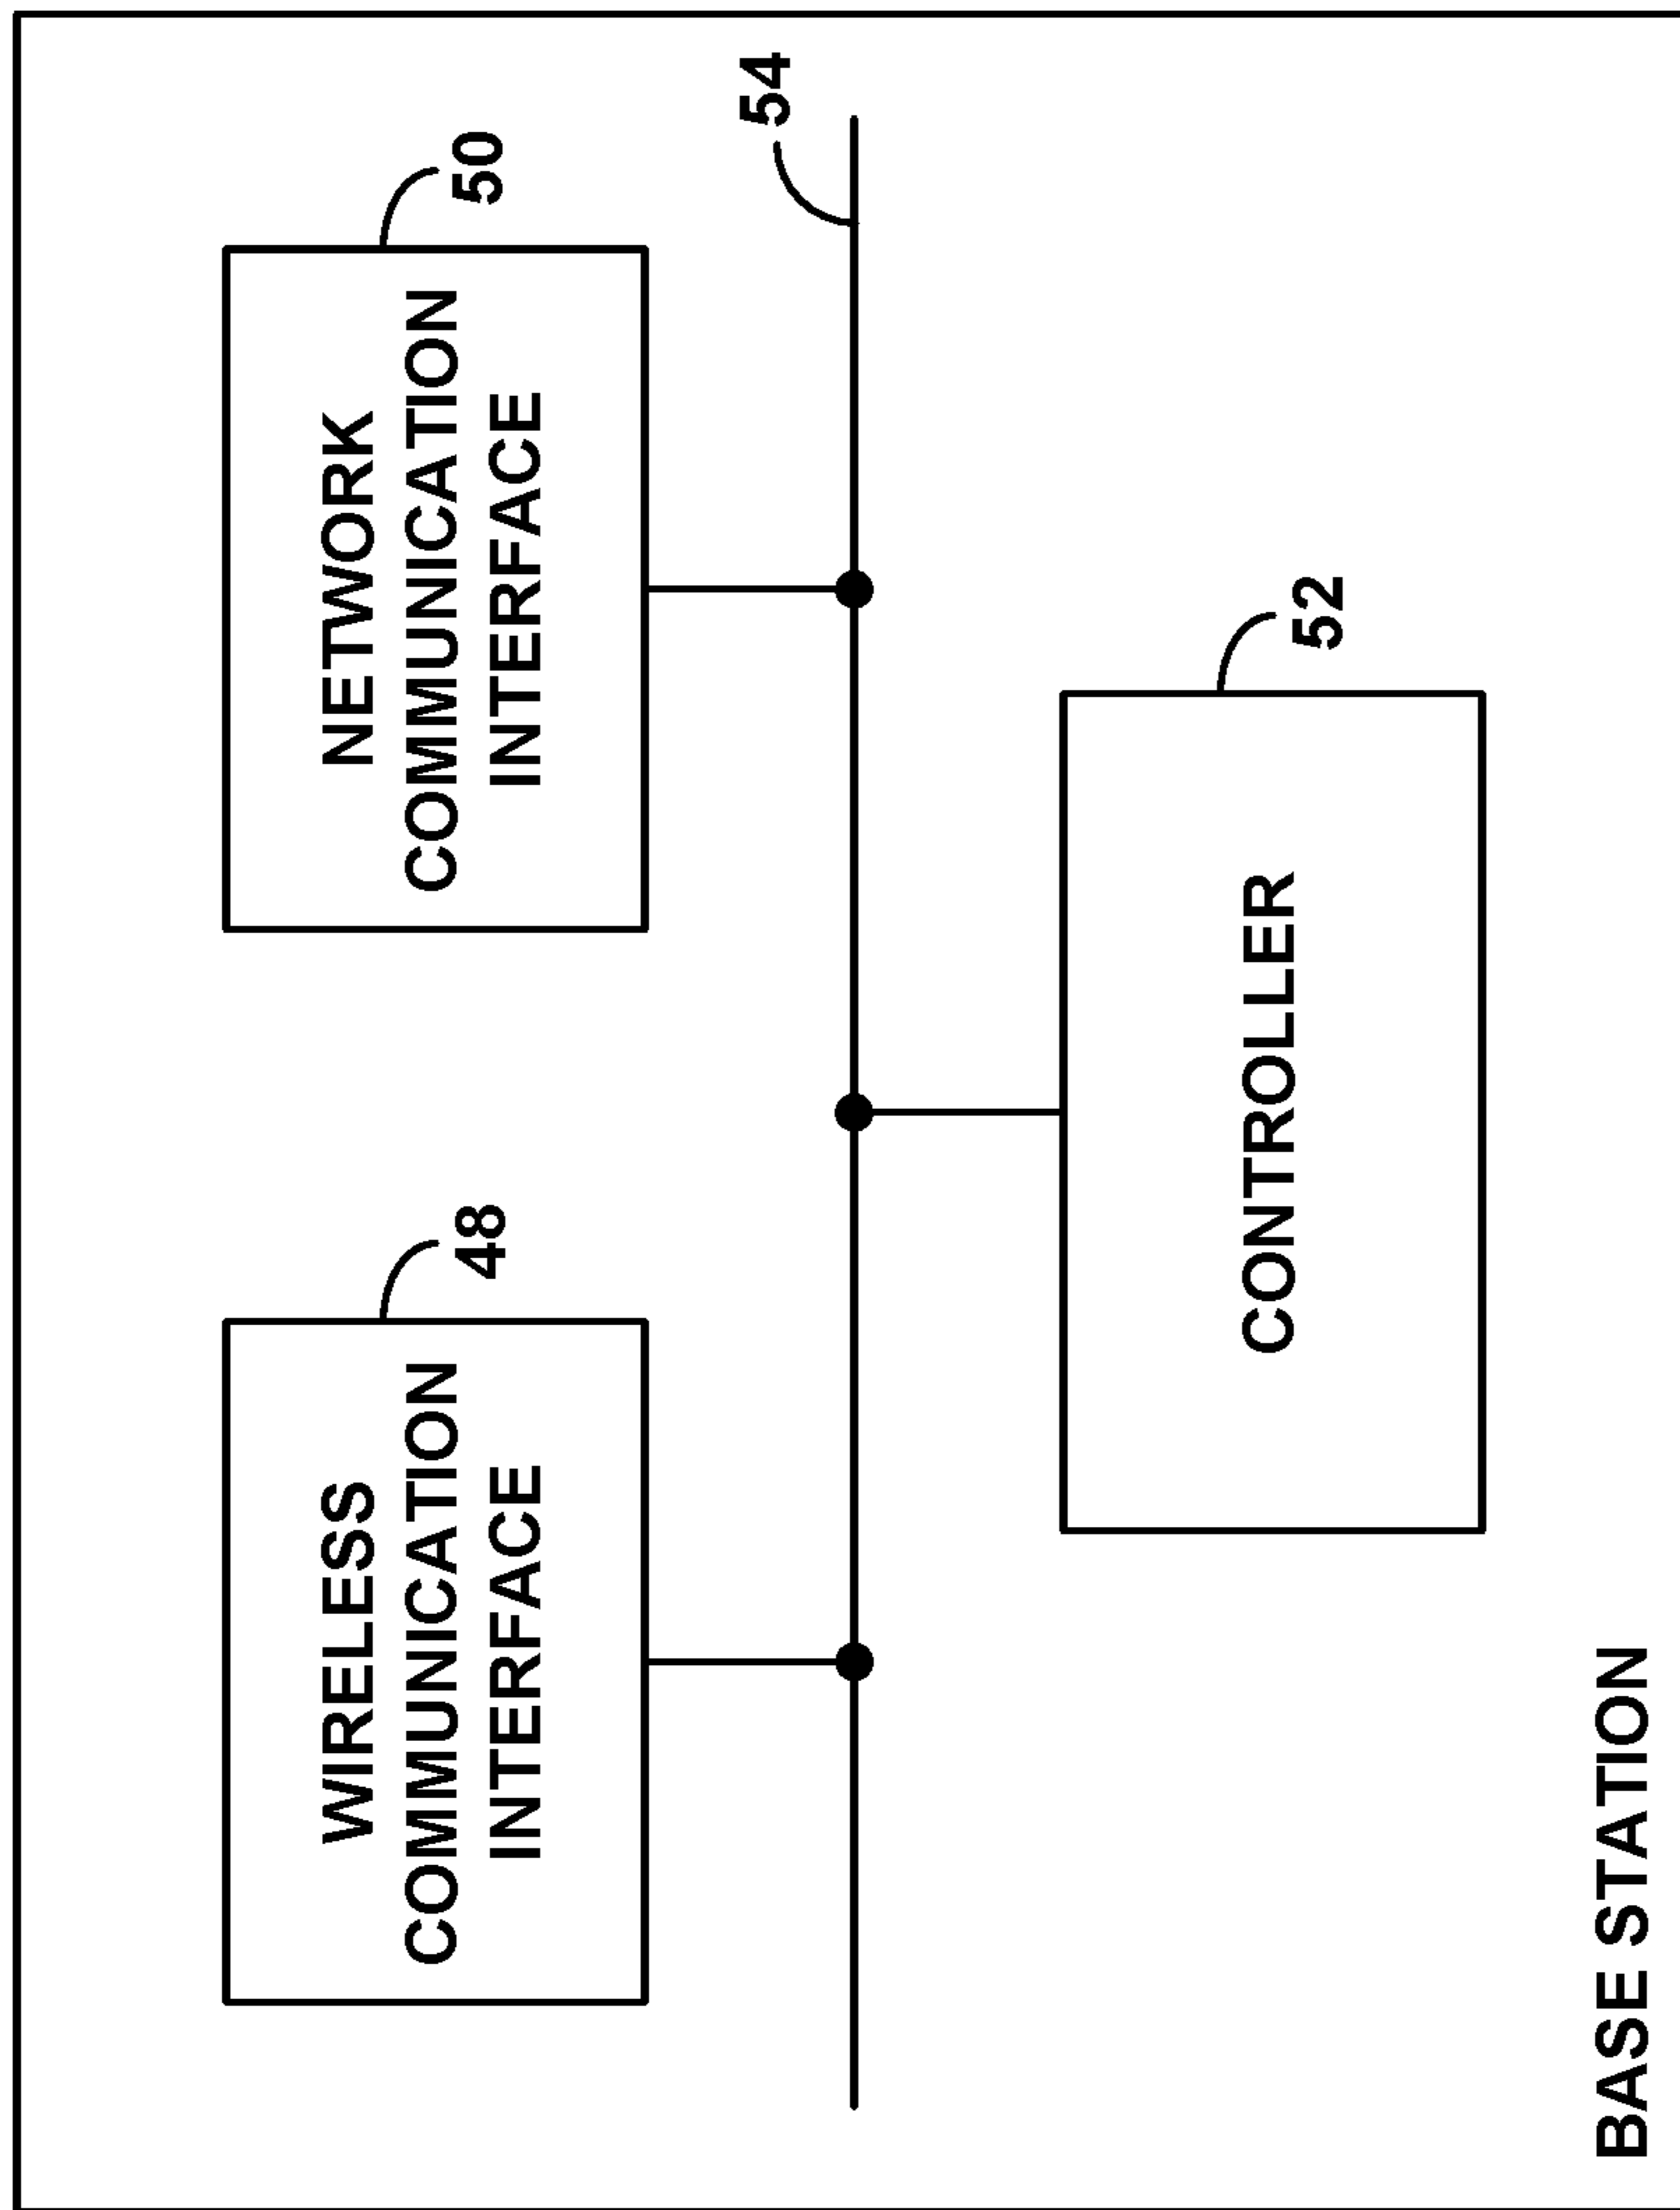 48
WIRELESS
COMMUNICATION
INTERFACE
50
NETWORK
COMMUNICATION
INTERFACE
54
52
CONTROLLER
BASE STATION